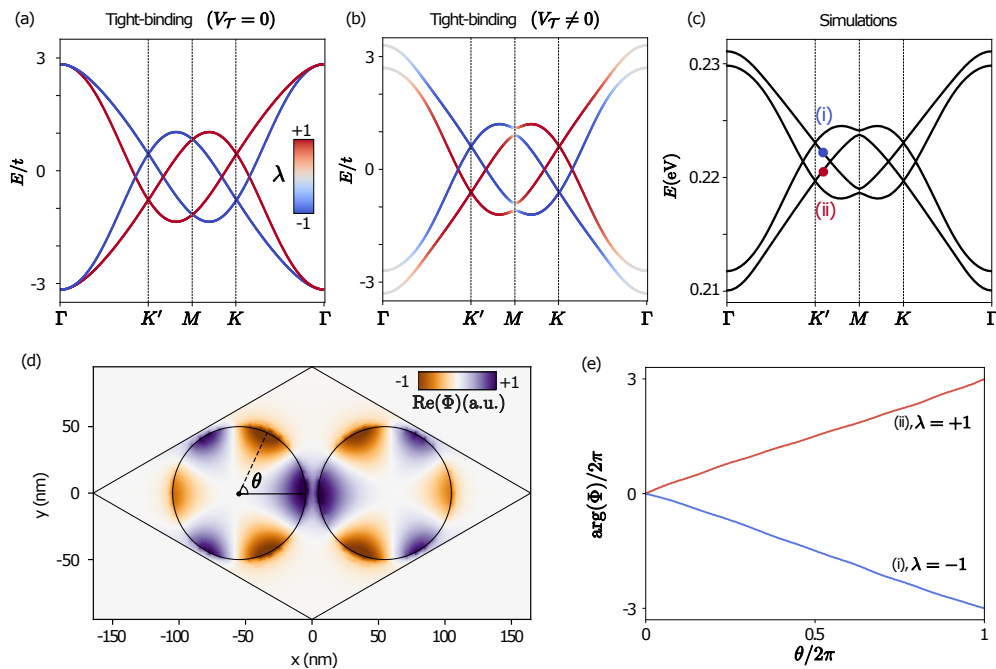 (a) Tight-binding (V_𝒯 = 0)
3
0
-3
E/t
+1
λ
-1
Γ K′ M K Γ
(b) Tight-binding (V_𝒯 ≠ 0)
3
0
-3
E/t
Γ K′ M K Γ
(c) Simulations
0.23
0.22
0.21
E(eV)
(i)
(ii)
Γ K′ M K Γ
(d)
-1 +1
Re(Φ)(a.u.)
50
0
-50
y (nm)
θ
-150 -100 -50 0 50 100 150
x (nm)
(e)
3
0
-3
arg(Φ)/2π
(ii), λ = +1
(i), λ = −1
0 0.5 1
θ/2π